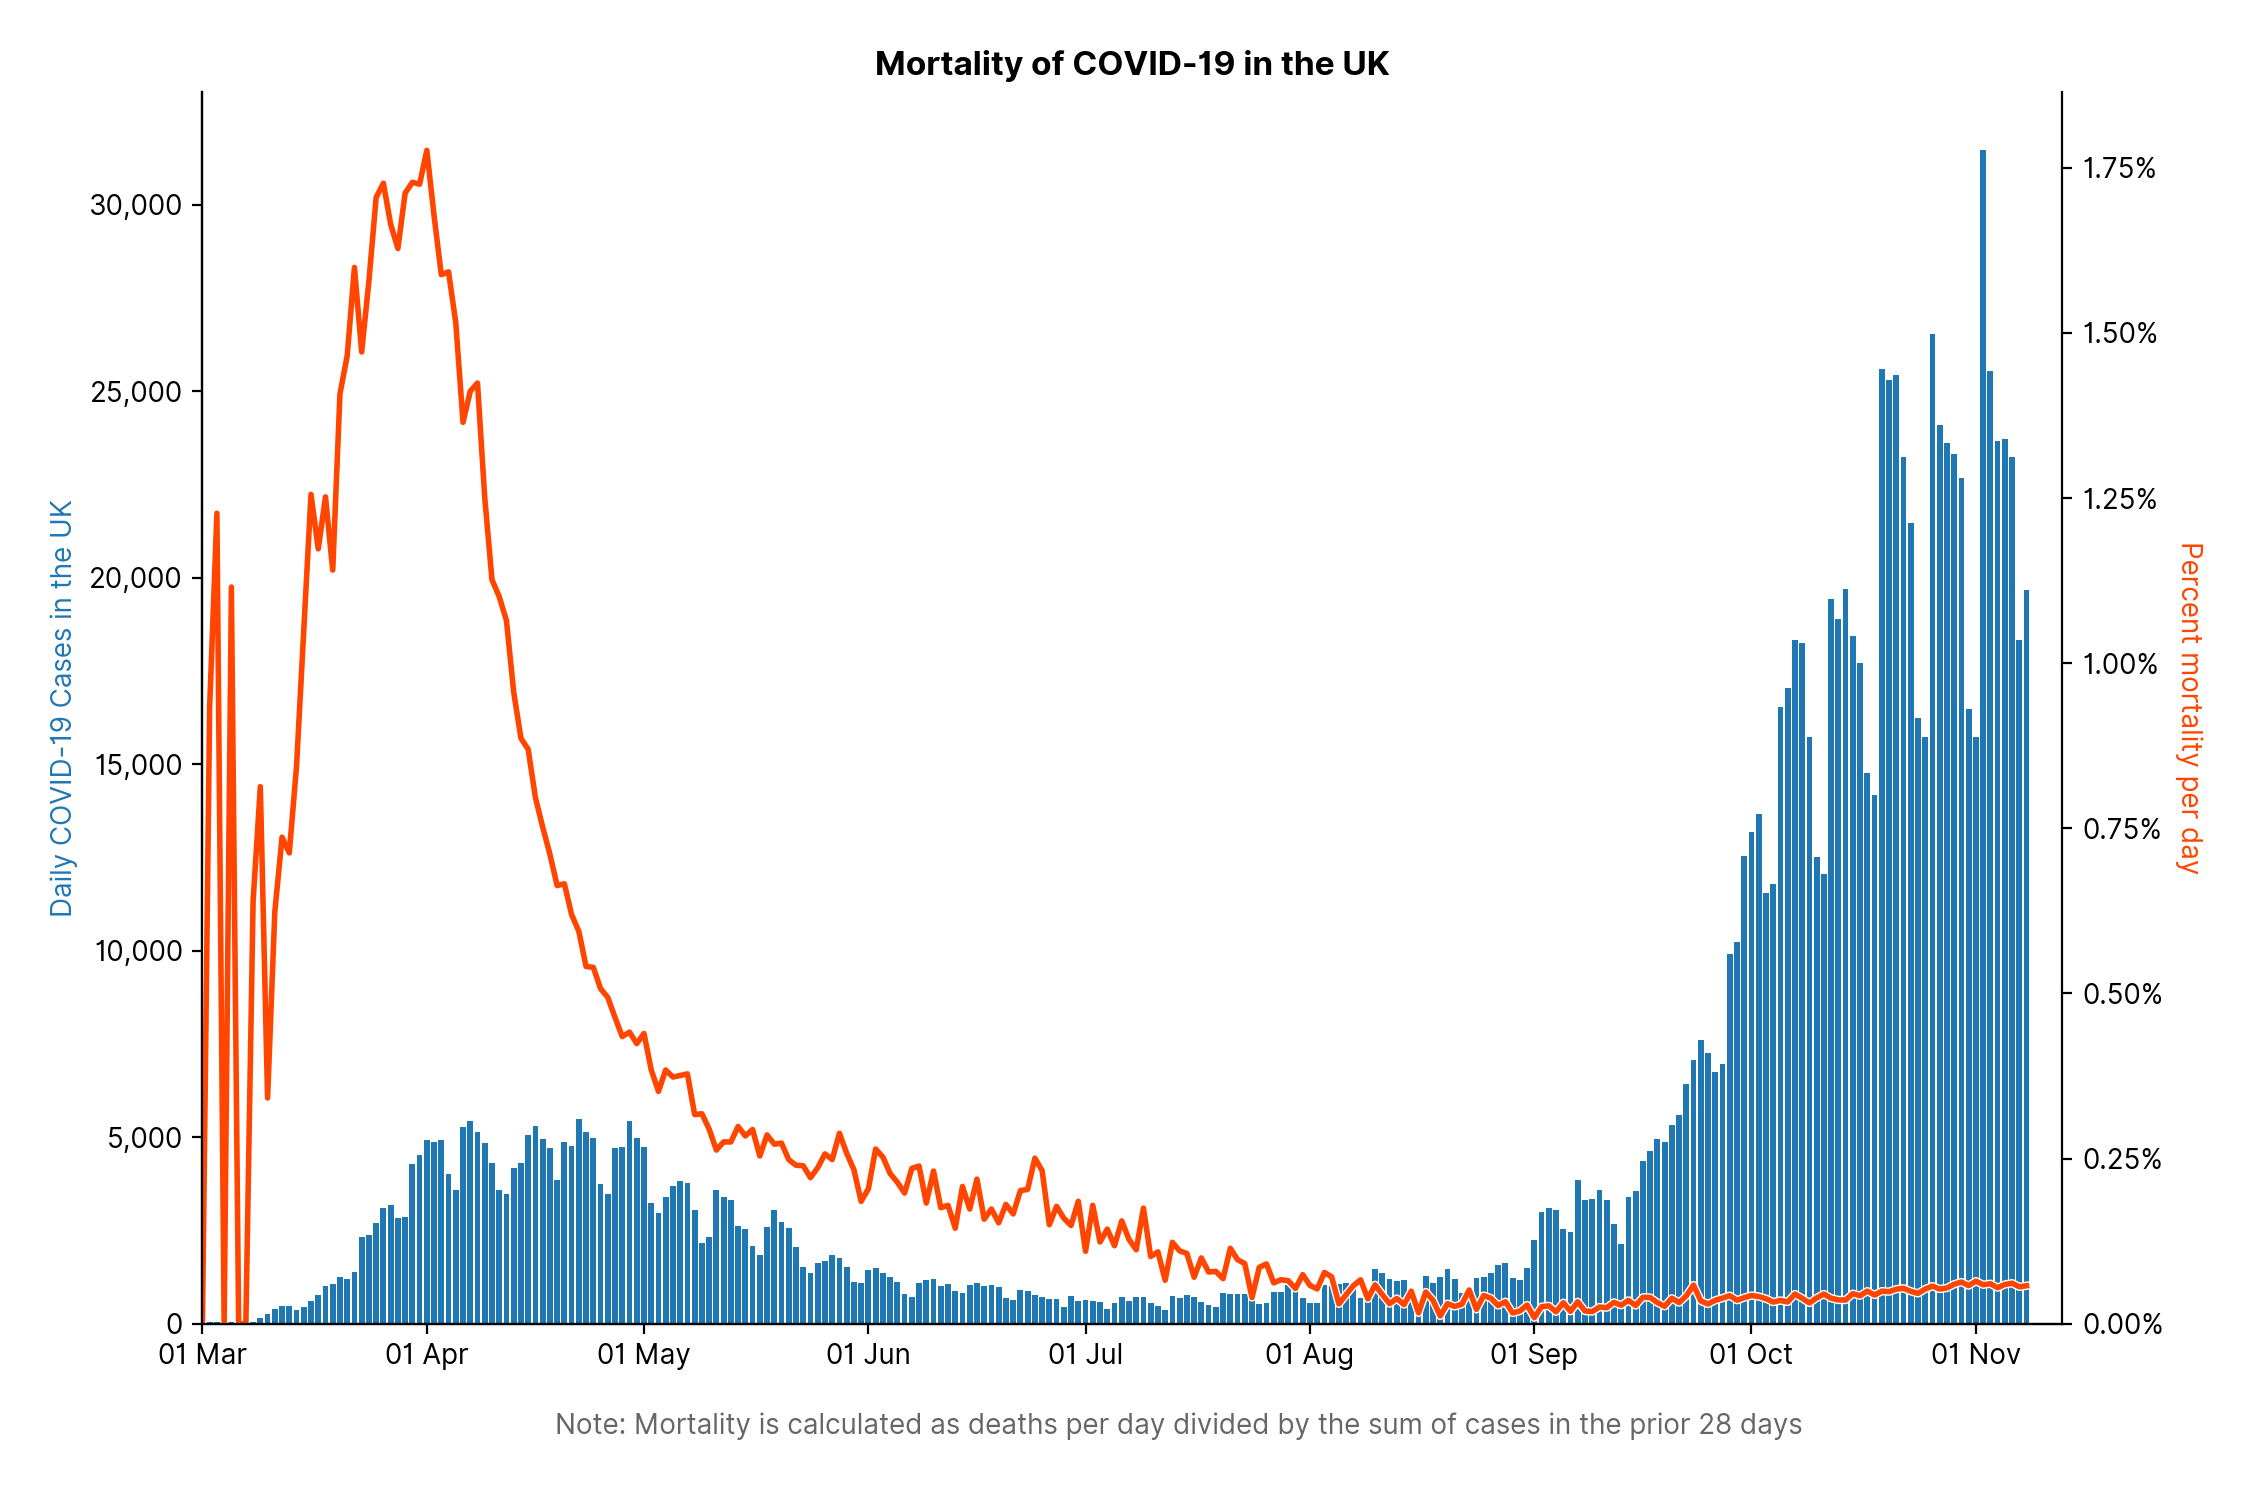 Mortality of COVID-19 in the UK
Daily COVID-19 Cases in the UK
30,000
25,000
20,000
15,000
10,000
5,000
0
1.75%
1.50%
1.25%
1.00%
0.75%
0.50%
0.25%
0.00%
Percent mortality per day
01 Mar
01 Apr
01 May
01 Jun
01 Jul
01 Aug
01 Sep
01 Oct
01 Nov
Note: Mortality is calculated as deaths per day divided by the sum of cases in the prior 28 days